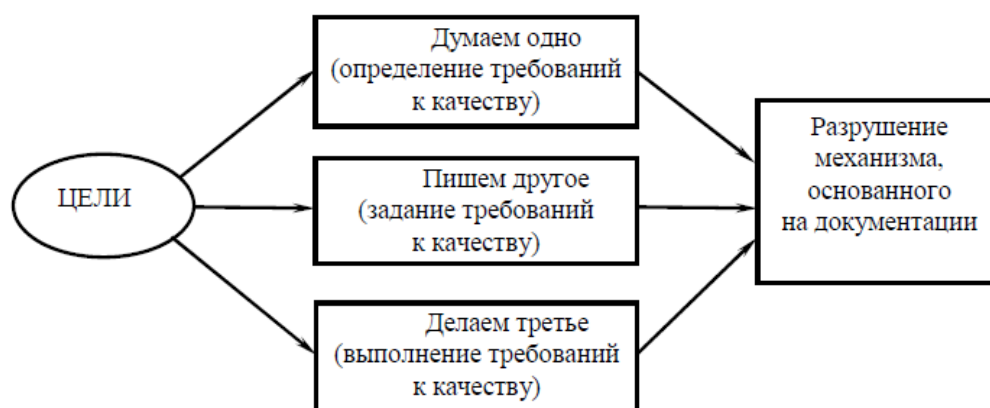 ЦЕЛИ
Думаем одно
(определение требований
к качеству)
Пишем другое
(задание требований
к качеству)
Делаем третье
(выполнение требований
к качеству)
Разрушение
механизма,
основанного
на документации